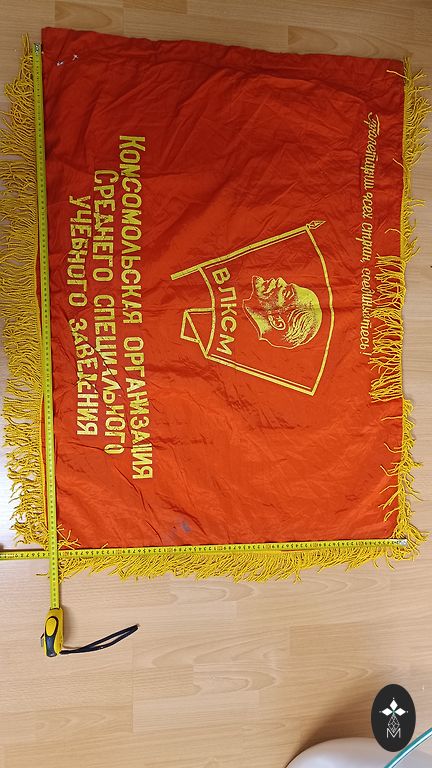 Пролетарии всех стран, соединяйтесь!
ВЛКСМ
КОМСОМОЛЬСКАЯ ОРГАНИЗАЦИЯ
СРЕДНЕГО СПЕЦИАЛЬНОГО
УЧЕБНОГО ЗАВЕДЕНИЯ